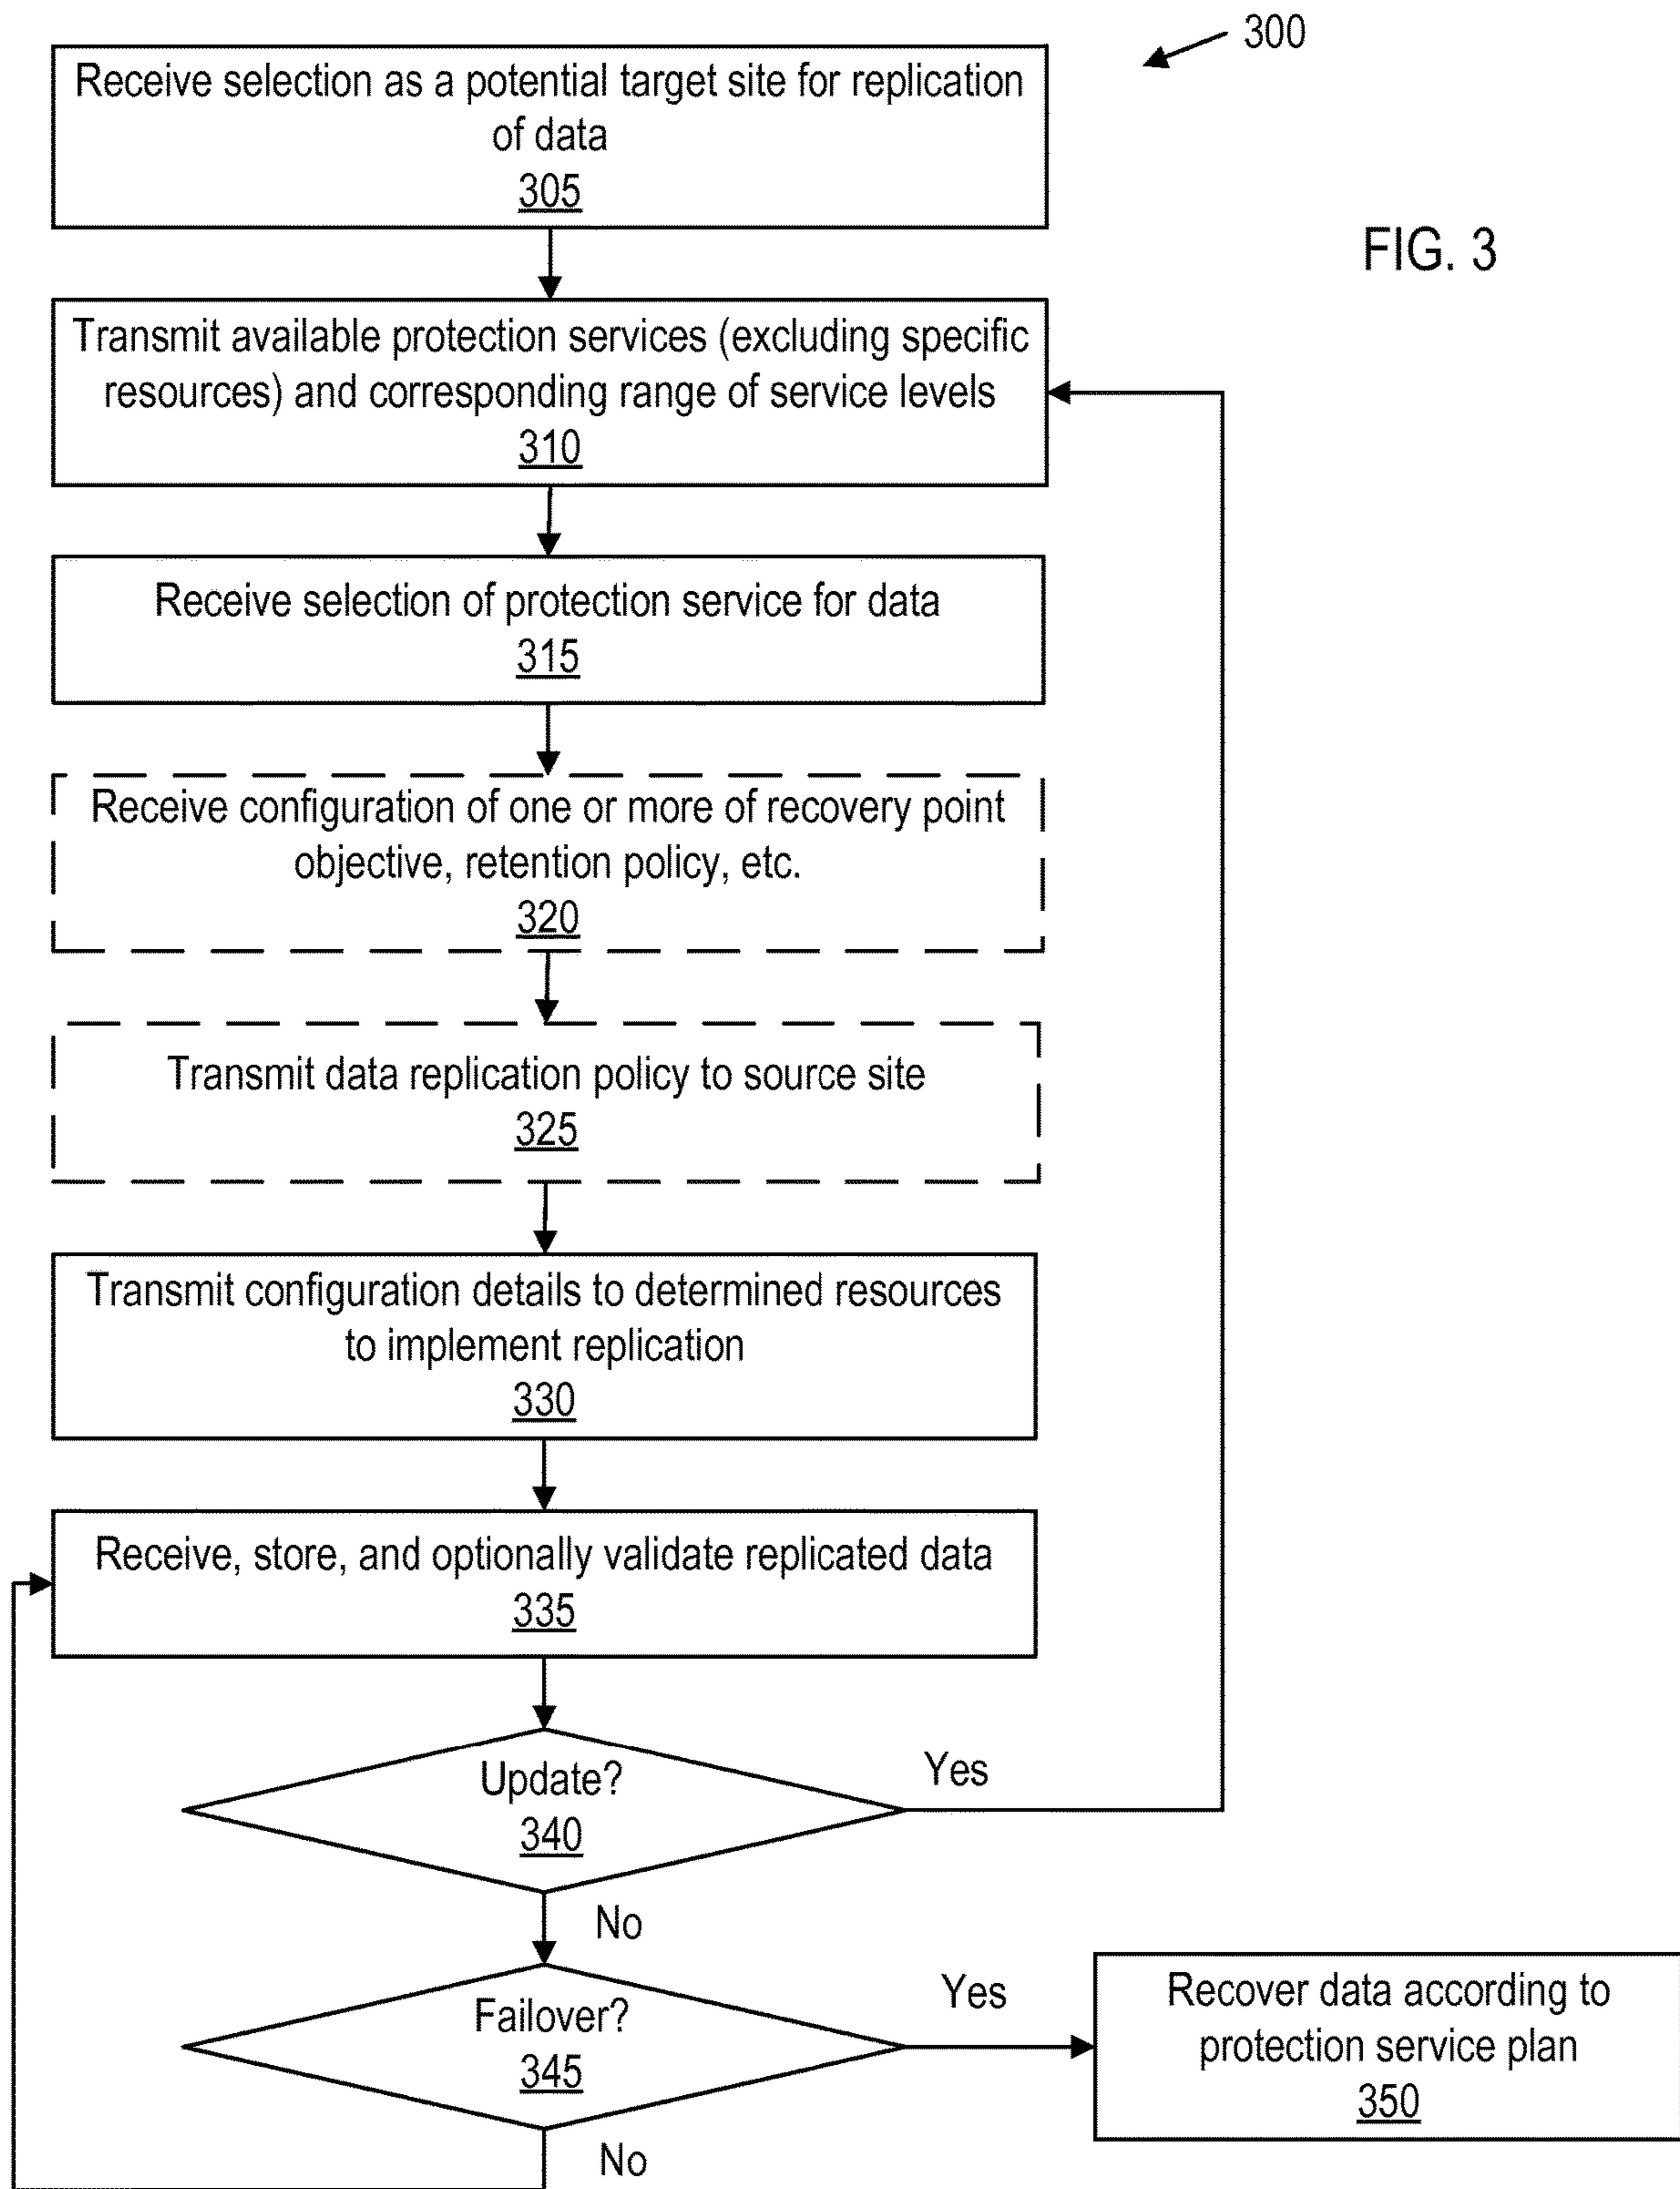 300
Receive selection as a potential target site for replication
of data
305
FIG. 3
Transmit available protection services (excluding specific
resources) and corresponding range of service levels
310
Receive selection of protection service for data
315
Receive configuration of one or more of recovery point
objective, retention policy, etc.
320
Transmit data replication policy to source site
325
Transmit configuration details to determined resources
to implement replication
330
Receive, store, and optionally validate replicated data
335
Update?
340
Yes
No
Failover?
345
Yes
No
Recover data according to
protection service plan
350